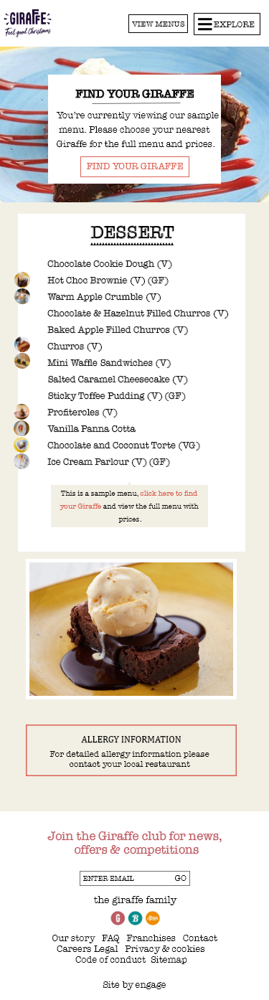 GIRAFFE
Feel good Christmas
VIEW MENUS
EXPLORE
FIND YOUR GIRAFFE
You're currently viewing our sample
menu. Please choose your nearest
Giraffe for the full menu and prices.
FIND YOUR GIRAFFE
DESSERT
Chocolate Cookie Dough (V)
Hot Choc Brownie (V) (GF)
Warm Apple Crumble (V)
Chocolate & Hazelnut Filled Churros (V)
Baked Apple Filled Churros (V)
Churros (V)
Mini Waffle Sandwiches (V)
Salted Caramel Cheesecake (V)
Sticky Toffee Pudding (V) (GF)
Profiteroles (V)
Vanilla Panna Cotta
Chocolate and Coconut Torte (VG)
Ice Cream Parlour (V) (GF)
This is a sample menu, click here to find
your Giraffe and view the full menu with
prices.
ALLERGY INFORMATION
For detailed allergy information please
contact your local restaurant
Join the Giraffe club for news,
offers & competitions
ENTER EMAIL GO
the giraffe family
G B
Our story FAQ Franchises Contact
Careers Legal Privacy & cookies
Code of conduct Sitemap
Site by engage